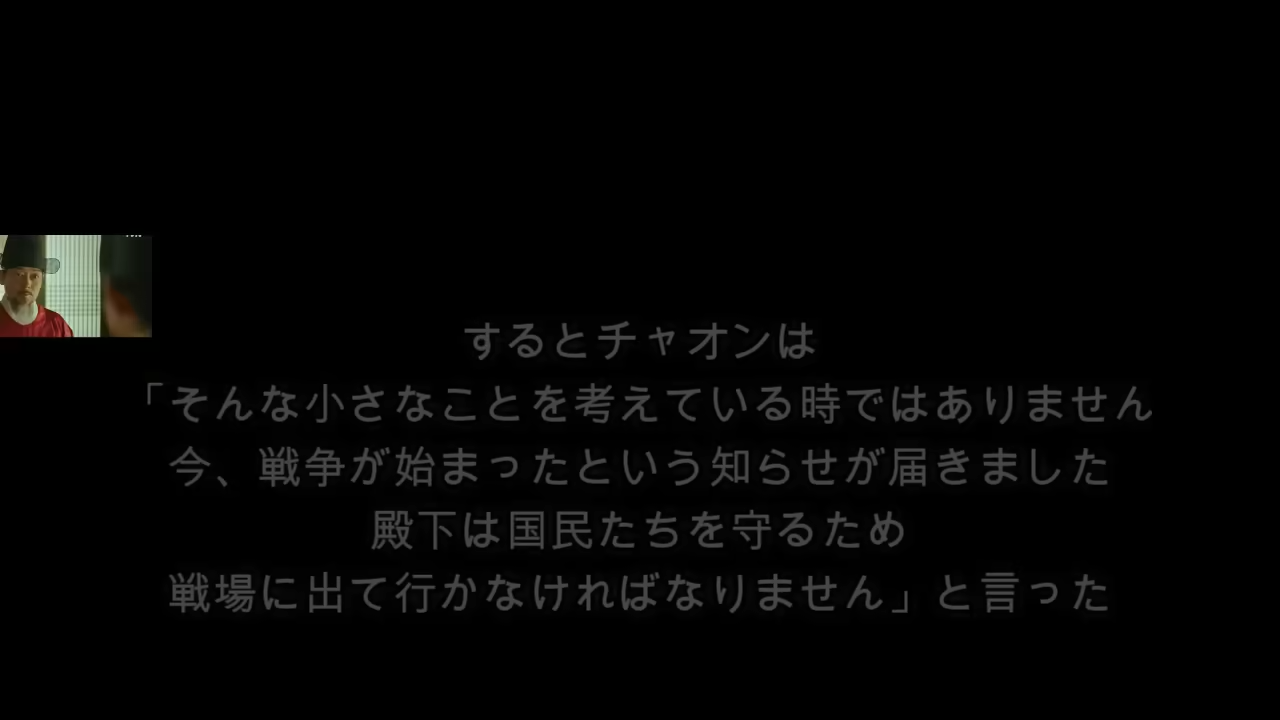 するとチャオンは
「そんな小さなことを考えている時ではありません
今、戦争が始まったという知らせが届きました
殿下は国民たちを守るため
戦場に出て行かなければなりません」と言った